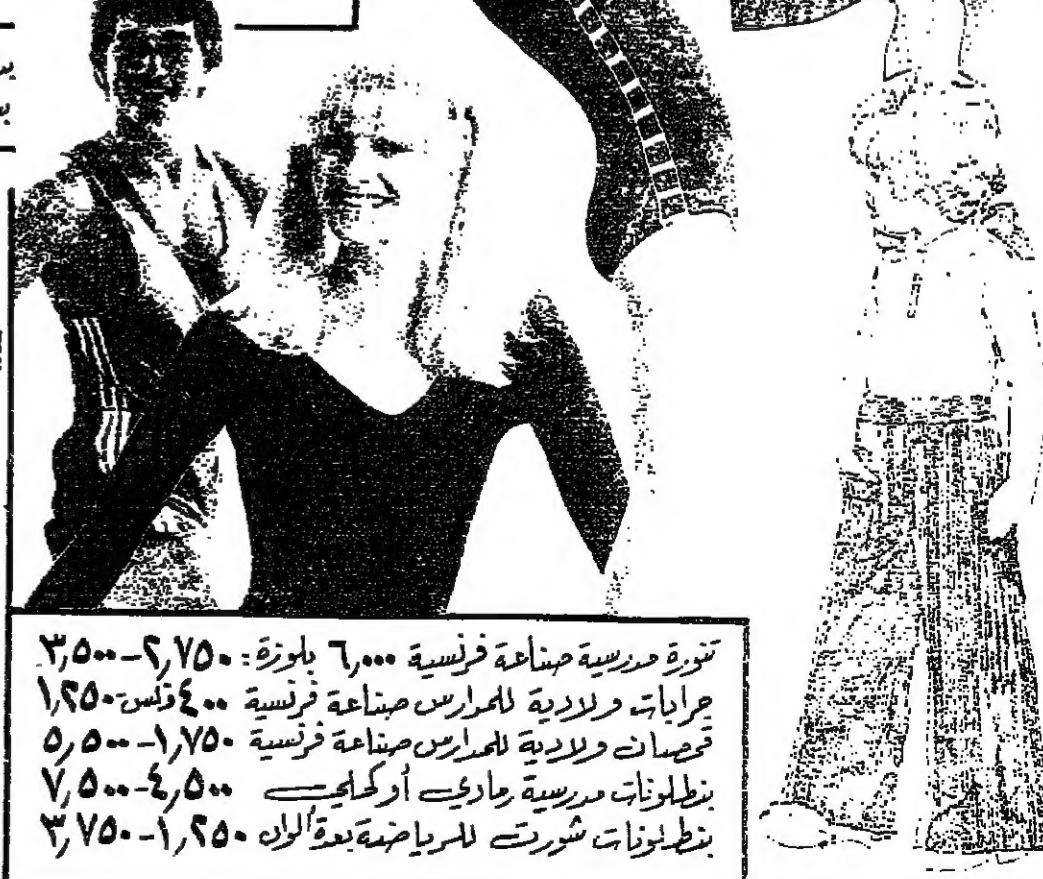 تنورة مدرسية صناعة فرنسية ٦,٠٠٠ بلوزة: ٢,٧٥٠-٣,٥٠٠
جرابات ولادية للمدارس صناعة فرنسية ٤٠٠ فلس-١,٢٥٠
قمصان ولادية للمدارس صناعة فرنسية ١,٧٥٠-٥,٥٠٠
بنطلونات مدرسية رمادي أو كحلي ٤,٥٠٠-٧,٥٠٠
بنطلونات شورت للرياضة بعدة ألوان ١,٢٥٠-٣,٧٥٠